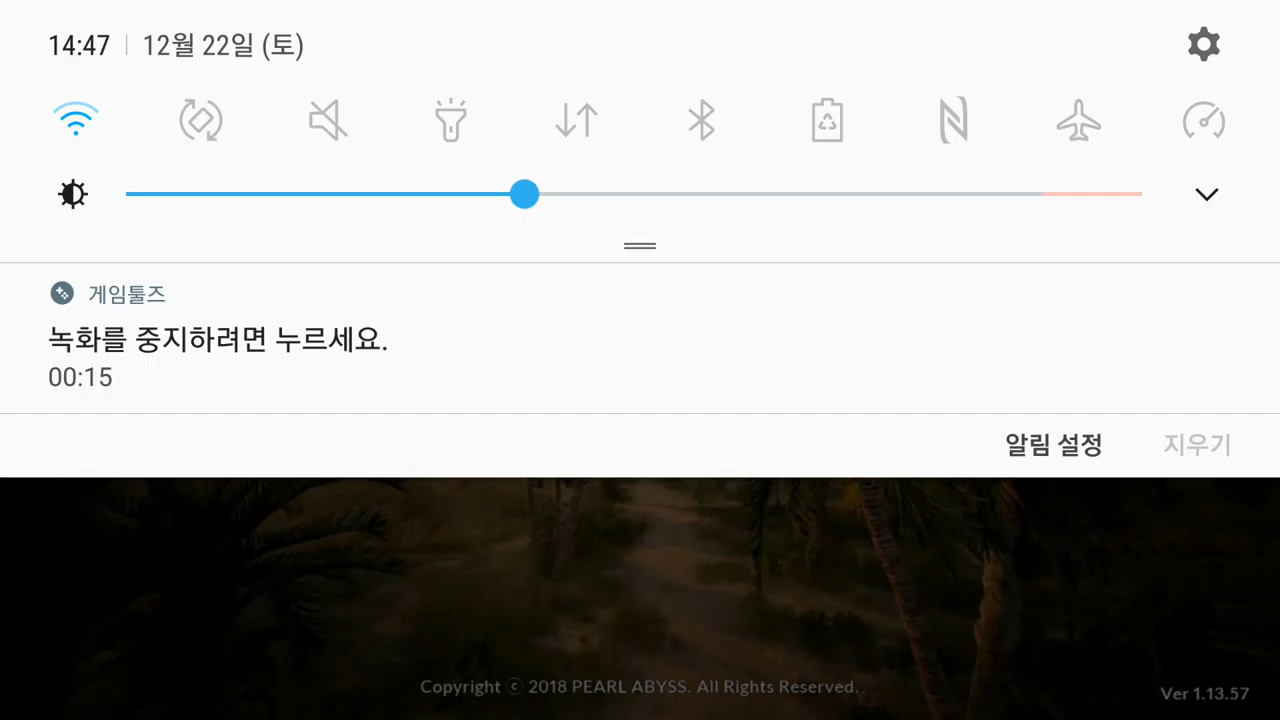 14:47 | 12월 22일 (토)
게임툴즈
녹화를 중지하려면 누르세요.
00:15
알림 설정 지우기
Copyright ⓒ 2018 PEARL ABYSS. All Rights Reserved.
Ver 1.13.57